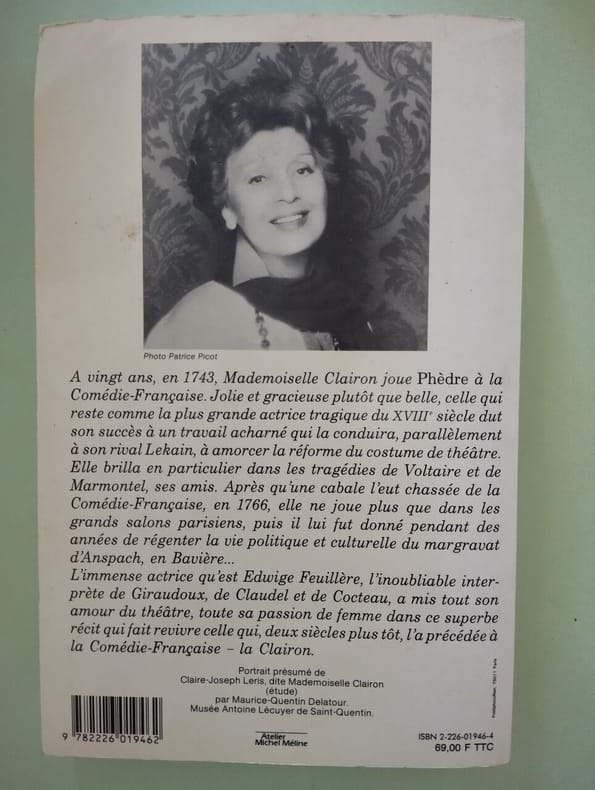 Photo Patrice Picot
A vingt ans, en 1743, Mademoiselle Clairon joue Phèdre à la
Comédie-Française. Jolie et gracieuse plutôt que belle, celle qui
reste comme la plus grande actrice tragique du XVIIIe siècle dut
son succès à un travail acharné qui la conduira, parallèlement
à son rival Lekain, à amorcer la réforme du costume de théâtre.
Elle brilla en particulier dans les tragédies de Voltaire et de
Marmontel, ses amis. Après qu'une cabale l'eut chassée de la
Comédie-Française, en 1766, elle ne joue plus que dans les
grands salons parisiens, puis il lui fut donné pendant des
années de régenter la vie politique et culturelle du margravat
d'Anspach, en Bavière...
L'immense actrice qu'est Edwige Feuillère, l'inoubliable inter-
prète de Giraudoux, de Claudel et de Cocteau, a mis tout son
amour du théâtre, toute sa passion de femme dans ce superbe
récit qui fait revivre celle qui, deux siècles plus tôt, l'a précédée à
la Comédie-Française – la Clairon.
Portrait présumé de
Claire-Joseph Leris, dite Mademoiselle Clairon
(étude)
par Maurice-Quentin Delatour.
Musée Antoine Lécuyer de Saint-Quentin.
9 782226 019462
Atelier
Michel Méline
ISBN 2-226-01946-4
69,00 F TTC